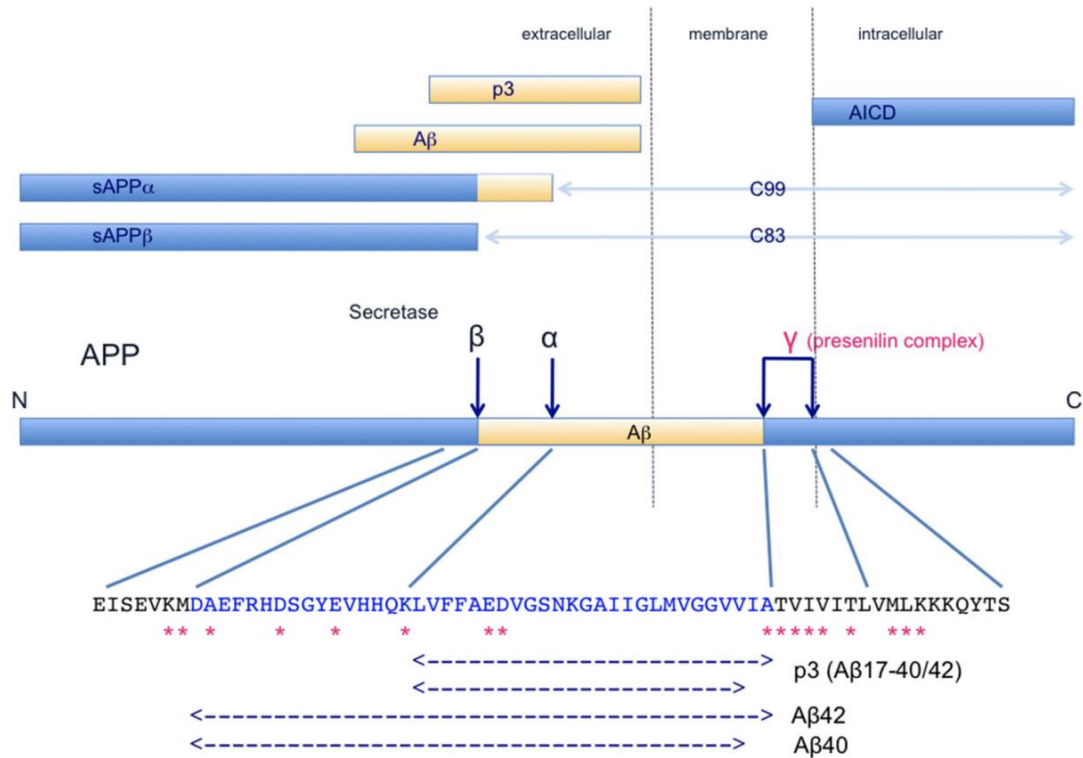 extracellular membrane intracellular
p3
AICD
Aβ
sAPPα C99
sAPPβ C83
Secretase
β α γ (presenilin complex)
APP
N C
Aβ
EISEVKMDAEFRHDSGYEVHHQKLVFFAEDVGSNKGAIIGLMVGGVVIATVIVITLVMLKKKQYTS
** * * * * ** ***** * ***
<----------------------->
p3 (Aβ17-40/42)
<--------------------->
<-------------------------------------->
Aβ42
<------------------------------------>
Aβ40